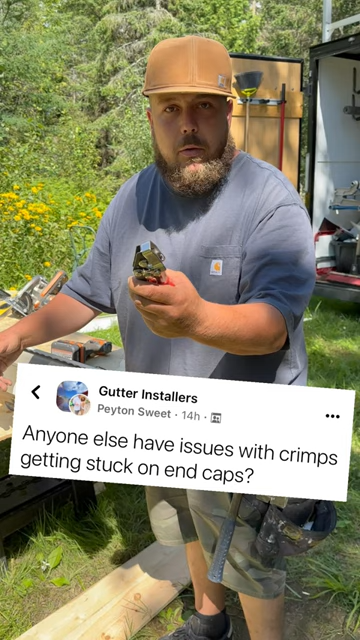 Gutter Installers
Peyton Sweet · 14h ·
Anyone else have issues with crimps
getting stuck on end caps?